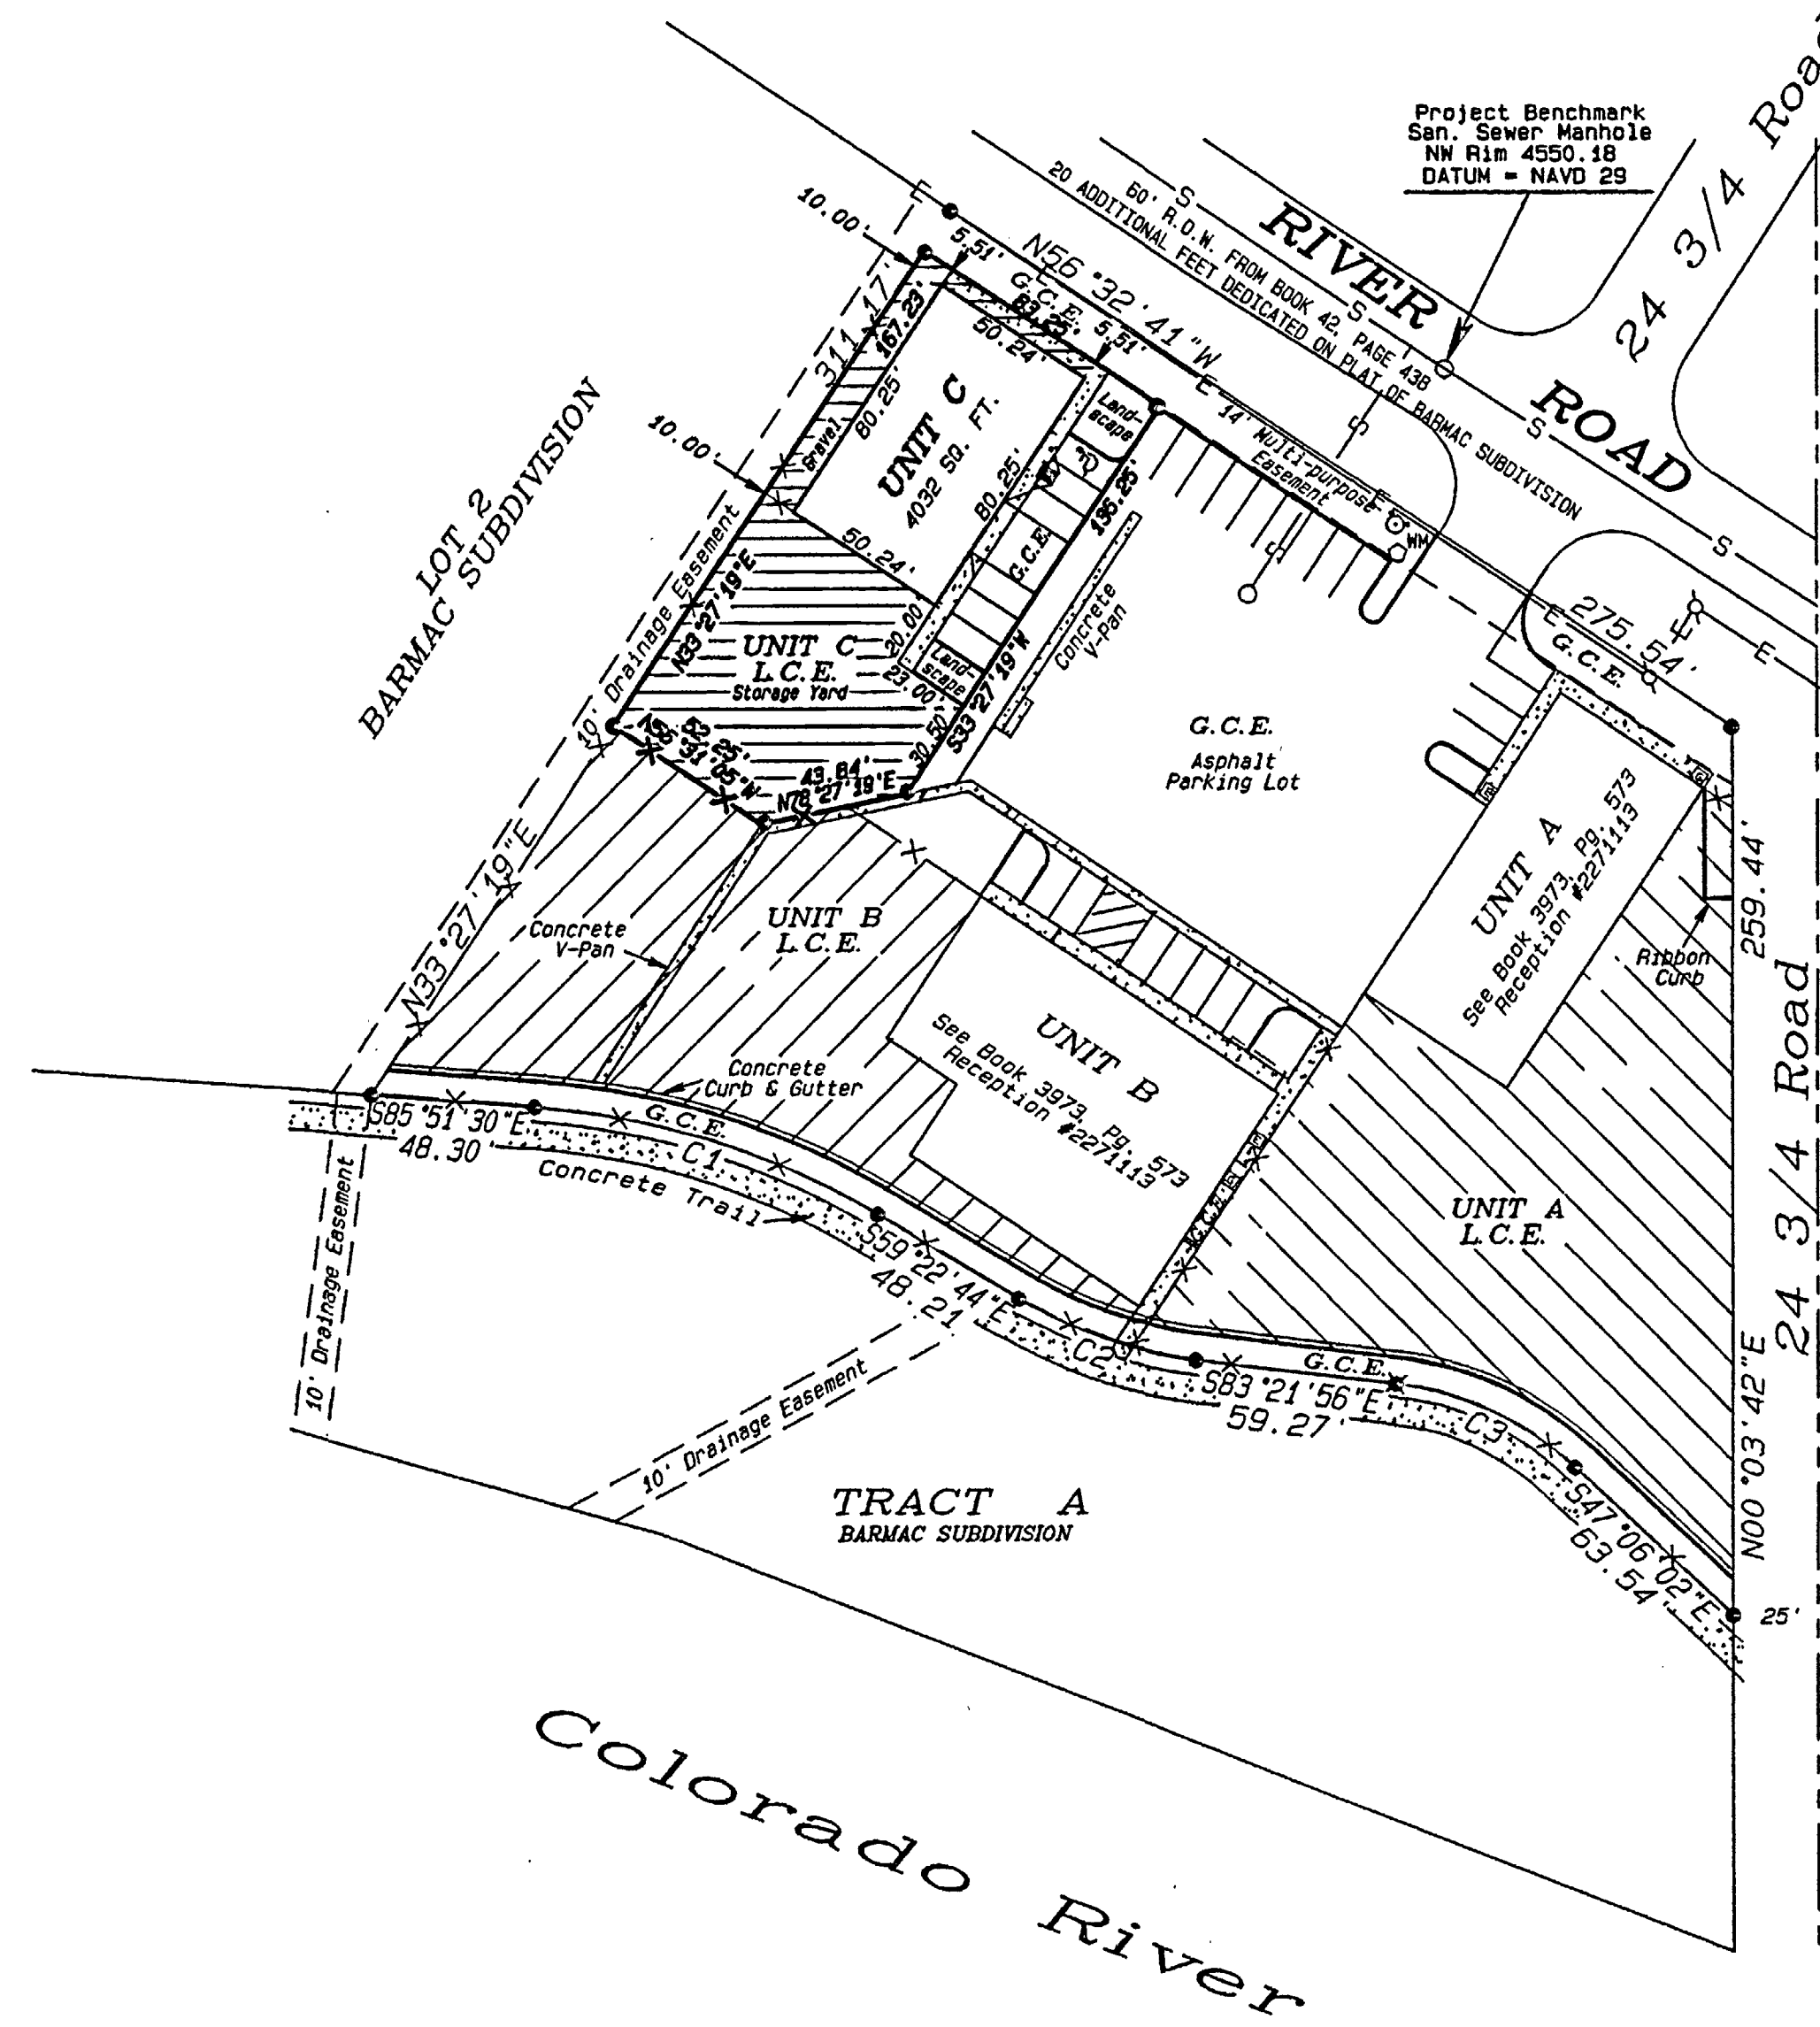 Project Benchmark
San. Sewer Manhole
NW Rim 4550.18
DATUM = NAVD 29
24 3/4 Road
RIVER ROAD
60' R.O.W. FROM BOOK 42, PAGE 438
20 ADDITIONAL FEET DEDICATED ON PLAT OF BARMAC SUBDIVISION
N56°32'41"W
275.54'
14' Multi-purpose
Easement
WM
E
E
E
E
E
E
E
S
S
S
S
S
S
S
10.00'
5.51'
G.C.E.
83.25'
5.51'
311.17'
167.23'
50.24'
80.25'
Gravel
UNIT C
4032 SQ. FT.
80.25'
50.24'
10.00'
Land-
scape
G.C.E.
136.25'
Concrete
V-Pan
LOT 2
BARMAC SUBDIVISION
10' Drainage Easement
N33°27'19"E
UNIT C
L.C.E.
Storage Yard
20.00'
23.00'
Land-
scape
30.50'
S33°27'19"W
43.84'
N78°27'19"E
G.C.E.
Asphalt
Parking Lot
G.C.E.
UNIT A
See Book 3973, Pg. 573
Reception #2271113
Ribbon
Curb
259.44'
N00°03'42"E
24 3/4 Road
N33°27'19"E
Concrete
V-Pan
UNIT B
L.C.E.
UNIT B
See Book 3973, Pg. 573
Reception #2271113
Concrete
Curb & Gutter
G.C.E.
UNIT A
L.C.E.
G.C.E.
G.C.E.
S85°51'30"E
48.30'
C1
Concrete Trail
S59°22'44"E
48.21'
C2
S83°21'56"E
59.27'
C3
S47°06'02"E
63.54'
25'
10' Drainage Easement
10' Drainage Easement
TRACT A
BARMAC SUBDIVISION
Colorado River